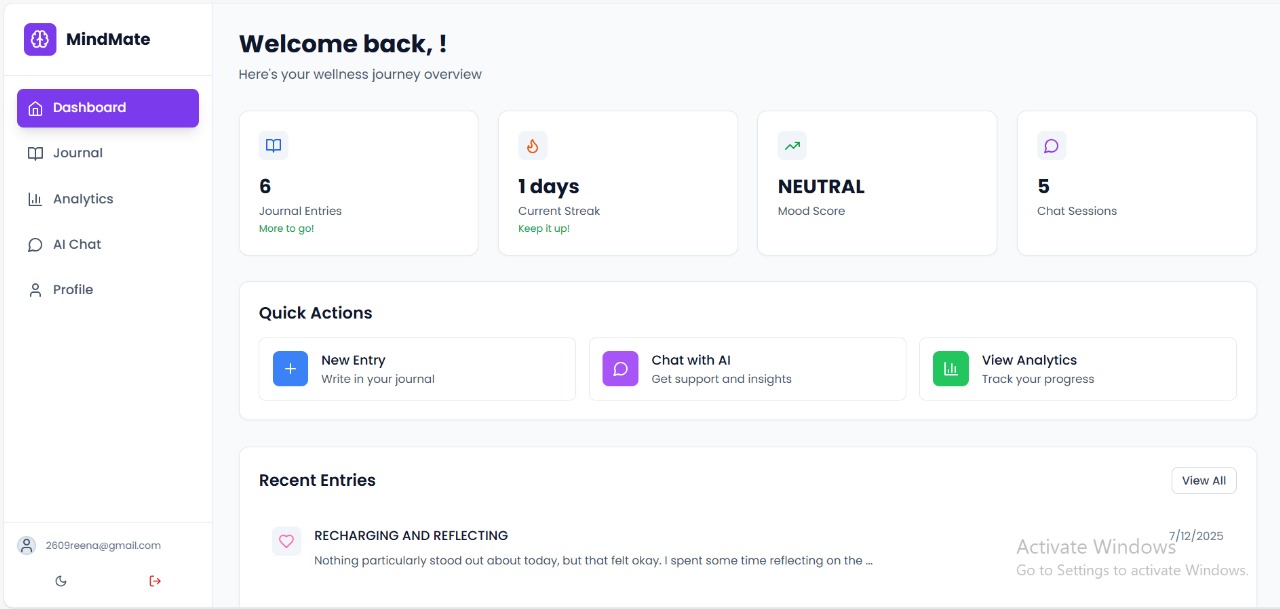 MindMate
Dashboard
Journal
Analytics
AI Chat
Profile
2609reena@gmail.com
Welcome back, !
Here's your wellness journey overview
6
Journal Entries
More to go!
1 days
Current Streak
Keep it up!
NEUTRAL
Mood Score
5
Chat Sessions
Quick Actions
New Entry
Write in your journal
Chat with AI
Get support and insights
View Analytics
Track your progress
Recent Entries
View All
RECHARGING AND REFLECTING
7/12/2025
Nothing particularly stood out about today, but that felt okay. I spent some time reflecting on the ...
Activate Windows
Go to Settings to activate Windows.